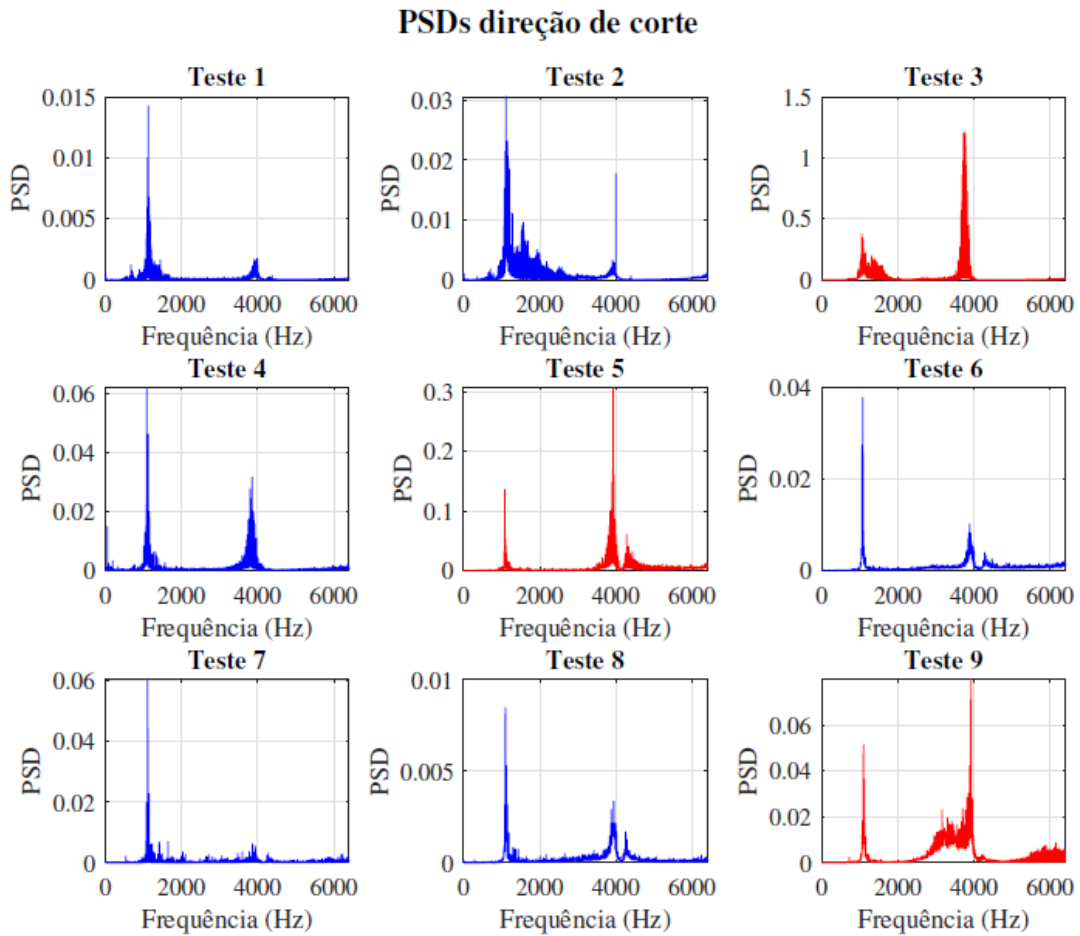 PSDs direção de corte
Teste 1
Teste 2
Teste 3
0.015
0.01
0.005
0
PSD
0 2000 4000 6000
Frequência (Hz)
0.03
0.02
0.01
0
PSD
0 2000 4000 6000
Frequência (Hz)
1.5
1
0.5
0
PSD
0 2000 4000 6000
Frequência (Hz)
Teste 4
Teste 5
Teste 6
0.06
0.04
0.02
0
PSD
0 2000 4000 6000
Frequência (Hz)
0.3
0.2
0.1
0
PSD
0 2000 4000 6000
Frequência (Hz)
0.04
0.02
0
PSD
0 2000 4000 6000
Frequência (Hz)
Teste 7
Teste 8
Teste 9
0.06
0.04
0.02
0
PSD
0 2000 4000 6000
Frequência (Hz)
0.01
0.005
0
PSD
0 2000 4000 6000
Frequência (Hz)
0.06
0.04
0.02
0
PSD
0 2000 4000 6000
Frequência (Hz)